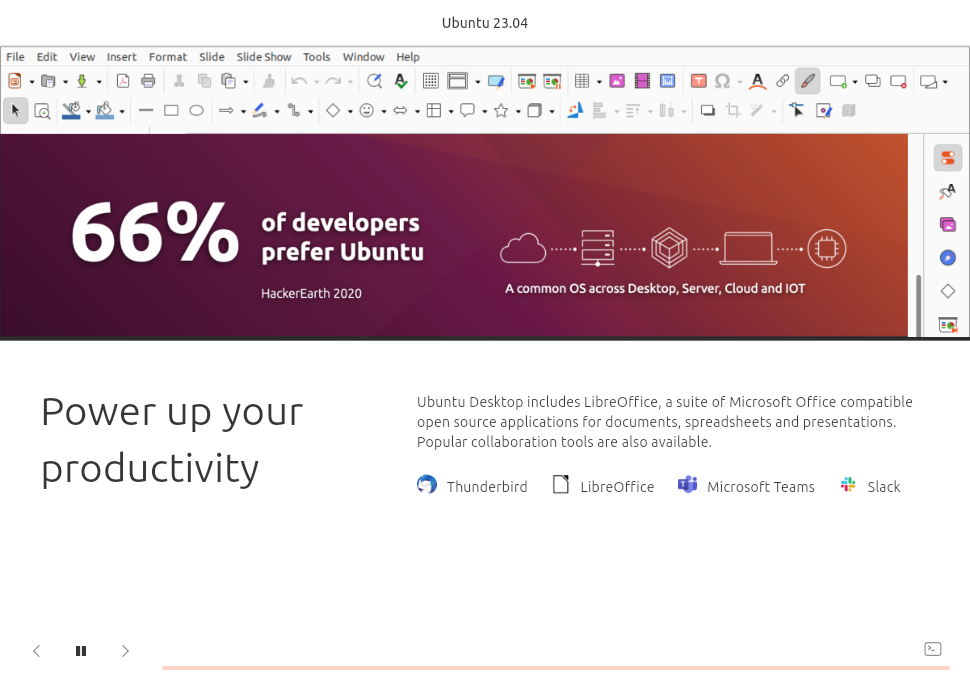 Ubuntu 23.04
File Edit View Insert Format Slide Slide Show Tools Window Help
66% of developers
prefer Ubuntu
HackerEarth 2020
A common OS across Desktop, Server, Cloud and IOT
Power up your
productivity
Ubuntu Desktop includes LibreOffice, a suite of Microsoft Office compatible
open source applications for documents, spreadsheets and presentations.
Popular collaboration tools are also available.
Thunderbird LibreOffice Microsoft Teams Slack